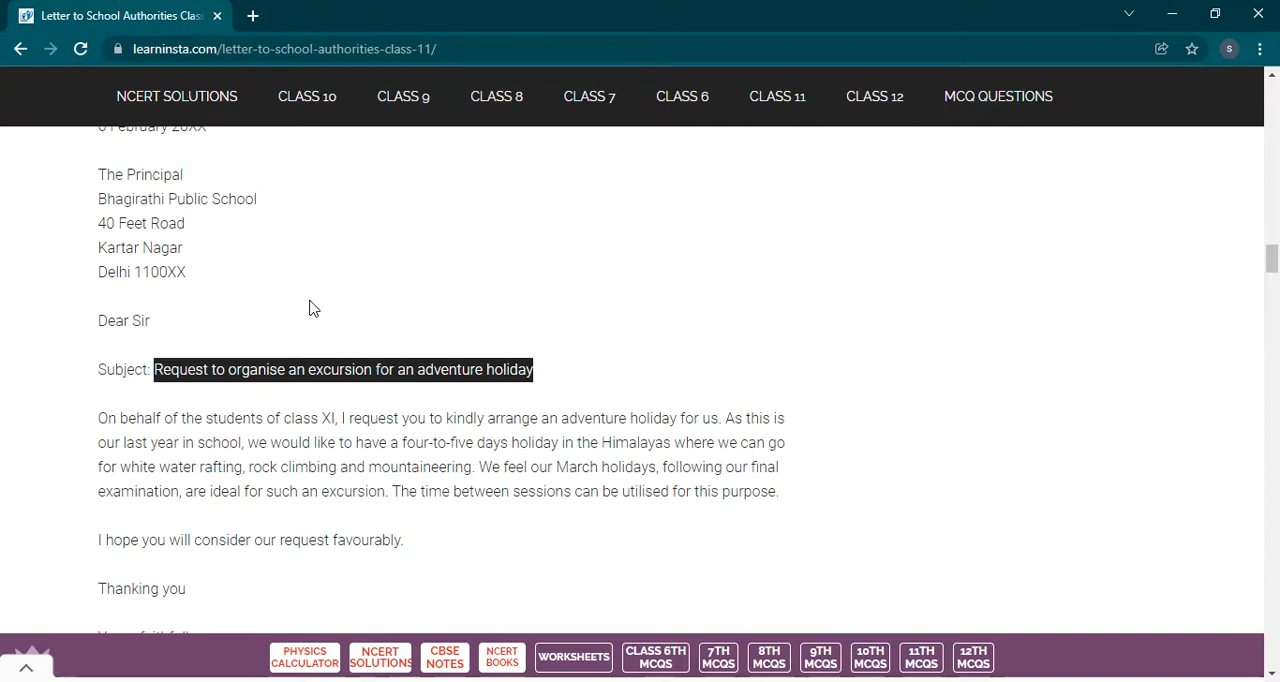 Letter to School Authorities Clas
learninsta.com/letter-to-school-authorities-class-11/
S
NCERT SOLUTIONS CLASS 10 CLASS 9 CLASS 8 CLASS 7 CLASS 6 CLASS 11 CLASS 12 MCQ QUESTIONS
February 20XX
The Principal
Bhagirathi Public School
40 Feet Road
Kartar Nagar
Delhi 1100XX
Dear Sir
Subject: Request to organise an excursion for an adventure holiday
On behalf of the students of class XI, I request you to kindly arrange an adventure holiday for us. As this is
our last year in school, we would like to have a four-to-five days holiday in the Himalayas where we can go
for white water rafting, rock climbing and mountaineering. We feel our March holidays, following our final
examination, are ideal for such an excursion. The time between sessions can be utilised for this purpose.
I hope you will consider our request favourably.
Thanking you
PHYSICS CALCULATOR
NCERT SOLUTIONS
CBSE NOTES
NCERT BOOKS
WORKSHEETS
CLASS 6TH MCQS
7TH MCQS
8TH MCQS
9TH MCQS
10TH MCQS
11TH MCQS
12TH MCQS